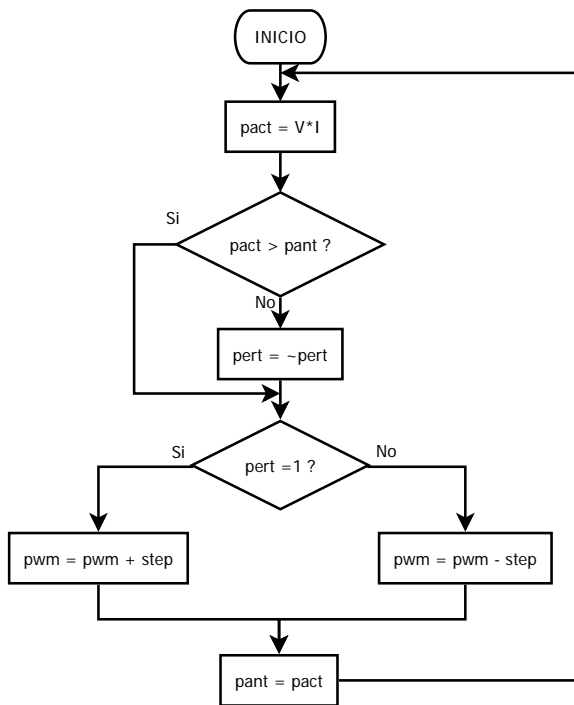 INICIO
pact = V*I
Si
pact > pant ?
No
pert = ~pert
Si
pert =1 ?
No
pwm = pwm + step
pwm = pwm - step
pant = pact